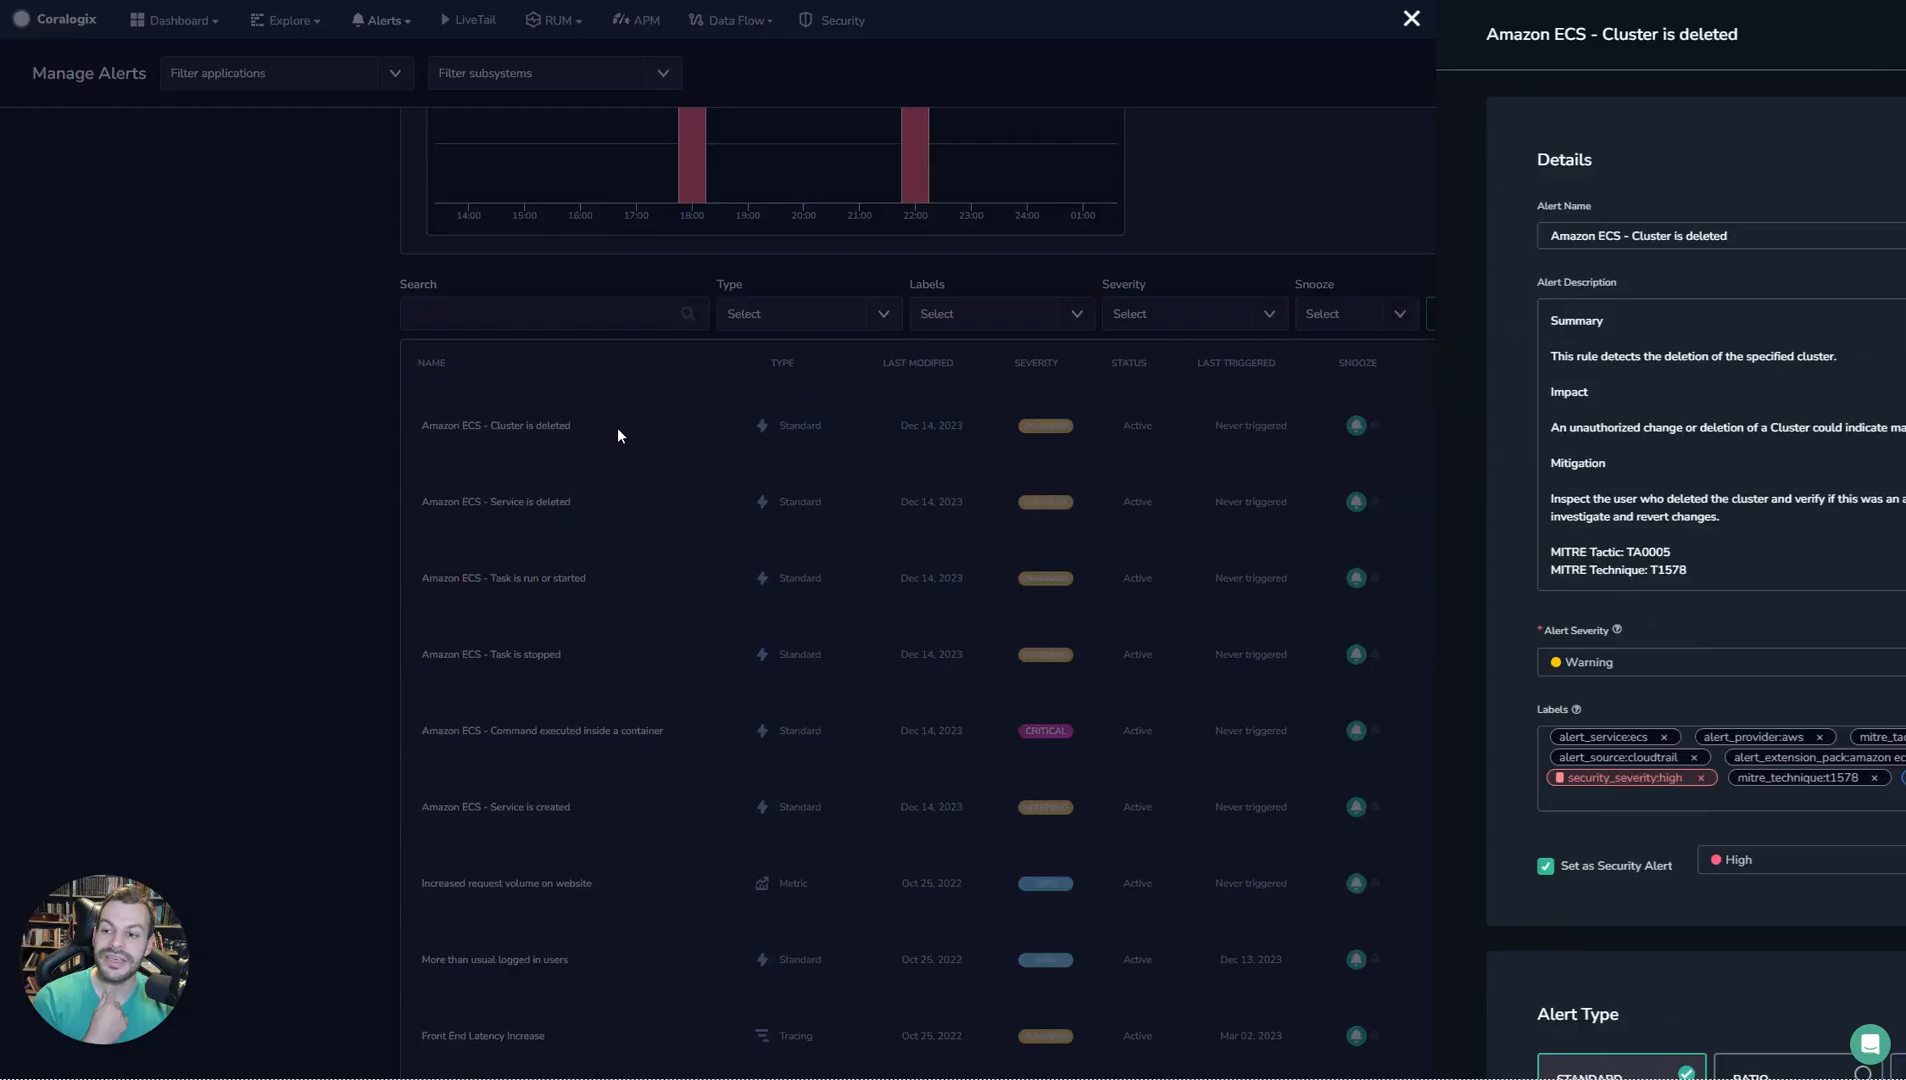 Coralogix
Dashboard
Explore
Alerts
LiveTail
RUM
APM
Data Flow
Security
Manage Alerts
Filter applications
Filter subsystems
14:00 15:00 16:00 17:00 18:00 19:00 20:00 21:00 22:00 23:00 24:00 01:00
Search Type Labels Severity Snooze
Select Select Select Select
NAME TYPE LAST MODIFIED SEVERITY STATUS LAST TRIGGERED SNOOZE
Amazon ECS - Cluster is deleted Standard Dec 14, 2023 Active Never triggered
Amazon ECS - Service is deleted Standard Dec 14, 2023 Active Never triggered
Amazon ECS - Task is run or started Standard Dec 14, 2023 Active Never triggered
Amazon ECS - Task is stopped Standard Dec 14, 2023 Active Never triggered
Amazon ECS - Command executed inside a container Standard Dec 14, 2023 CRITICAL Active Never triggered
Amazon ECS - Service is created Standard Dec 14, 2023 WARNING Active Never triggered
Increased request volume on website Metric Oct 25, 2022 Active Never triggered
More than usual logged in users Standard Oct 25, 2022 Active Dec 13, 2023
Front End Latency Increase Tracing Oct 25, 2022 Active Mar 02, 2023
Amazon ECS - Cluster is deleted
Details
Alert Name
Amazon ECS - Cluster is deleted
Alert Description
Summary
This rule detects the deletion of the specified cluster.
Impact
An unauthorized change or deletion of a Cluster could indicate ma
Mitigation
Inspect the user who deleted the cluster and verify if this was an a
investigate and revert changes.
MITRE Tactic: TA0005
MITRE Technique: T1578
* Alert Severity
Warning
Labels
alert_service:ecs × alert_provider:aws × mitre_tac
alert_source:cloudtrail × alert_extension_pack:amazon ec
security_severity:high × mitre_technique:t1578 ×
Set as Security Alert High
Alert Type
STANDARD RATIO